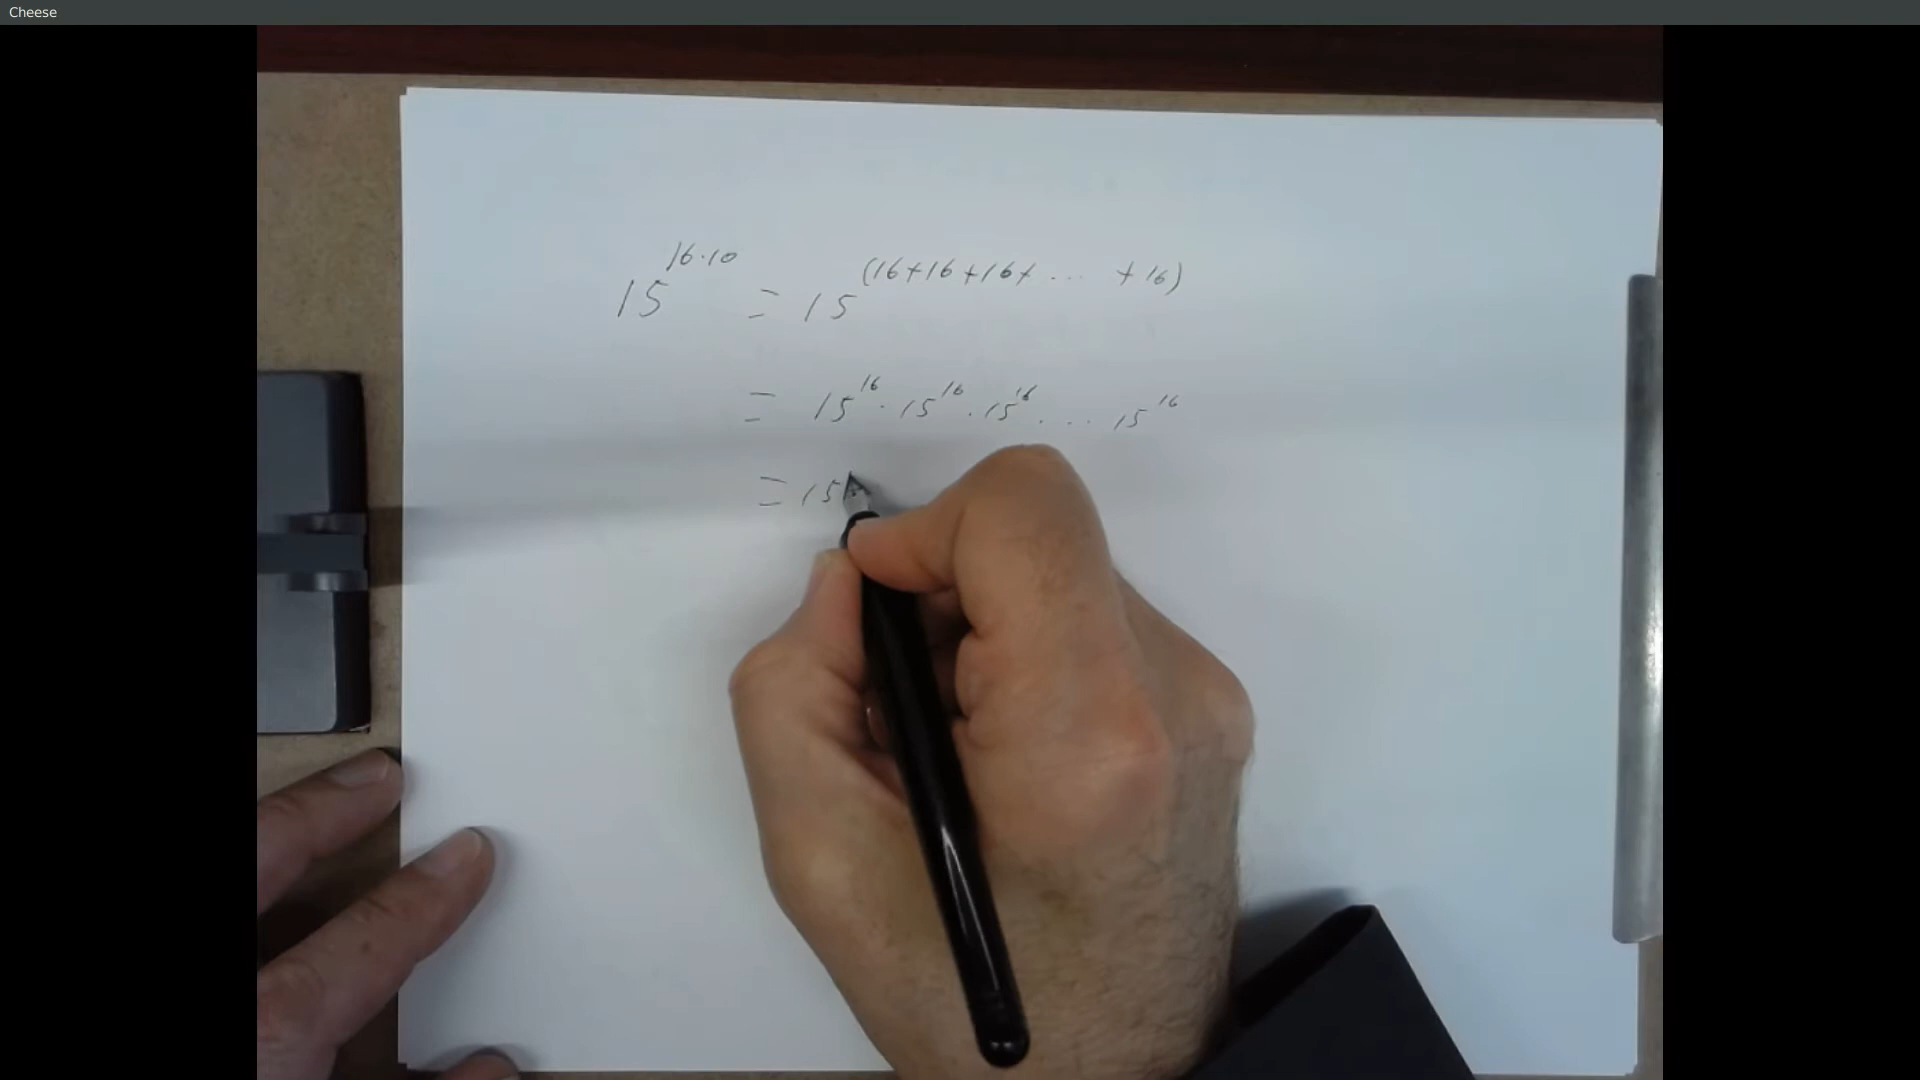 Cheese
15^{16·10} = 15^{(16+16+16+ ... +16)}
= 15^{16} · 15^{16} · 15^{16} · ... 15^{16}
= 15